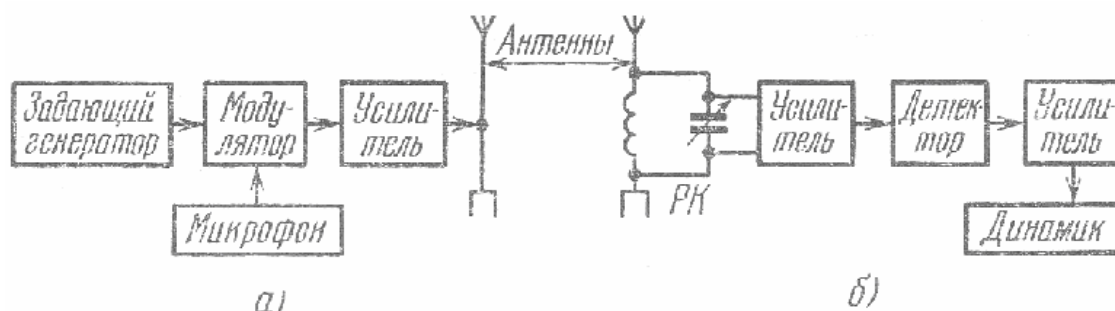 Антенны
Задающий
генератор
Моду-
лятор
Усили-
тель
Микрофон
а)
РК
Усили-
тель
Детек-
тор
Усили-
тель
Динамик
б)